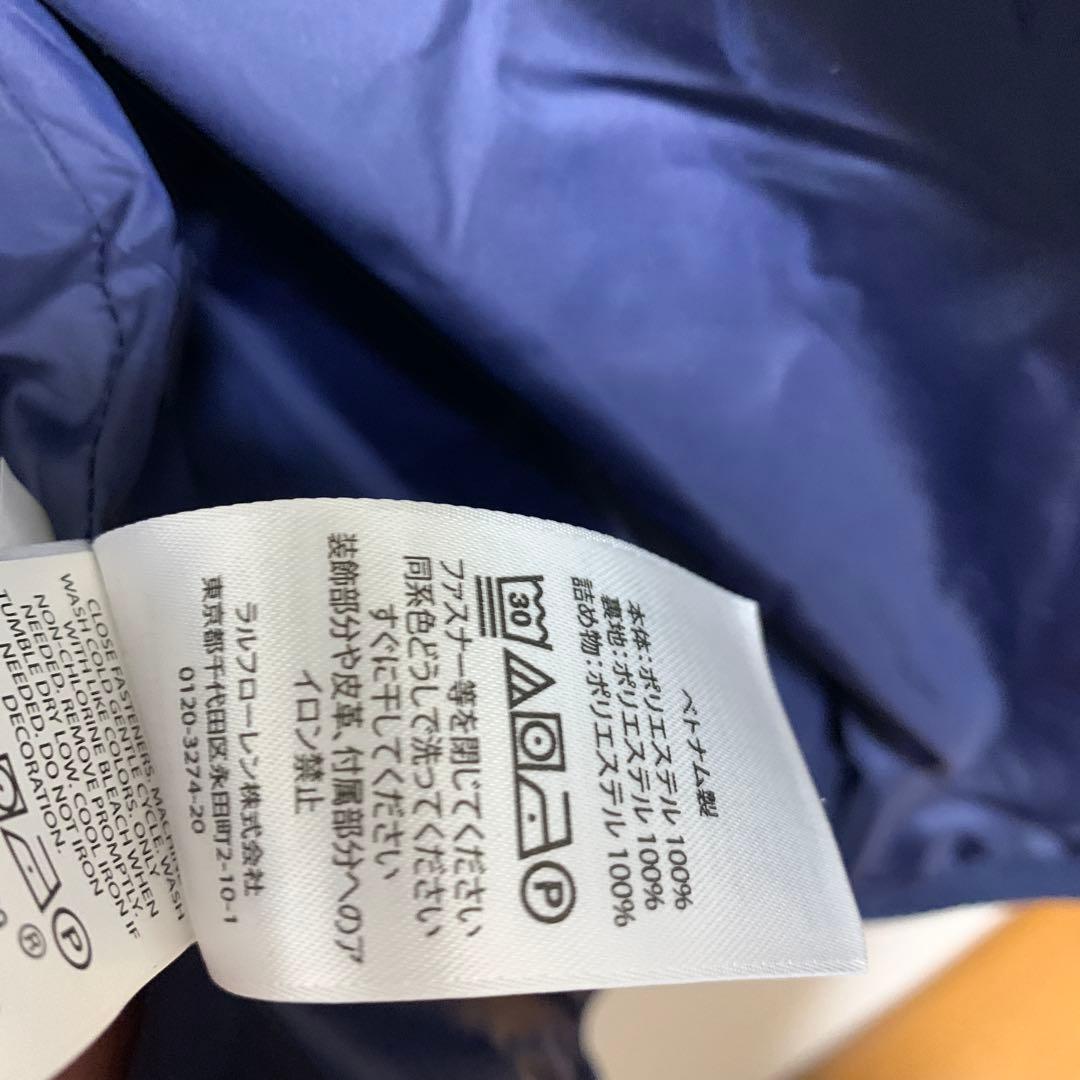 ベトナム製
本体:ポリエステル 100%
裏地:ポリエステル 100%
詰め物:ポリエステル 100%
30
P
ファスナー等を閉じてください
同系色どうしで洗ってください
すぐに干してください
装飾部分や皮革、付属部分へのア
イロン禁止
ラルフローレン株式会社
東京都千代田区永田町2-10-1
0120-3274-20
CLOSE FASTENERS. MACHINE WASH
WASH COLD GENTLE CYCLE.
WITH LIKE COLORS. ONLY
NON-CHLORINE BLEACH WHEN
NEEDED. REMOVE PROMPTLY.
TUMBLE DRY LOW. COOL IRON IF
NEEDED. DO NOT IRON
DECORATION.
P
®